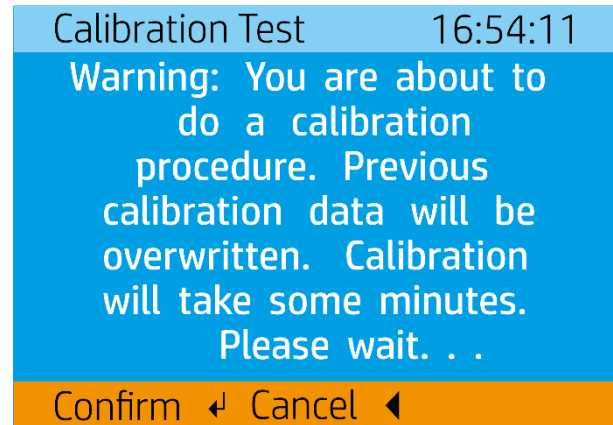 Calibration Test 16:54:11
Warning: You are about to
do a calibration
procedure. Previous
calibration data will be
overwritten. Calibration
will take some minutes.
Please wait. . .
Confirm ↲ Cancel ◀